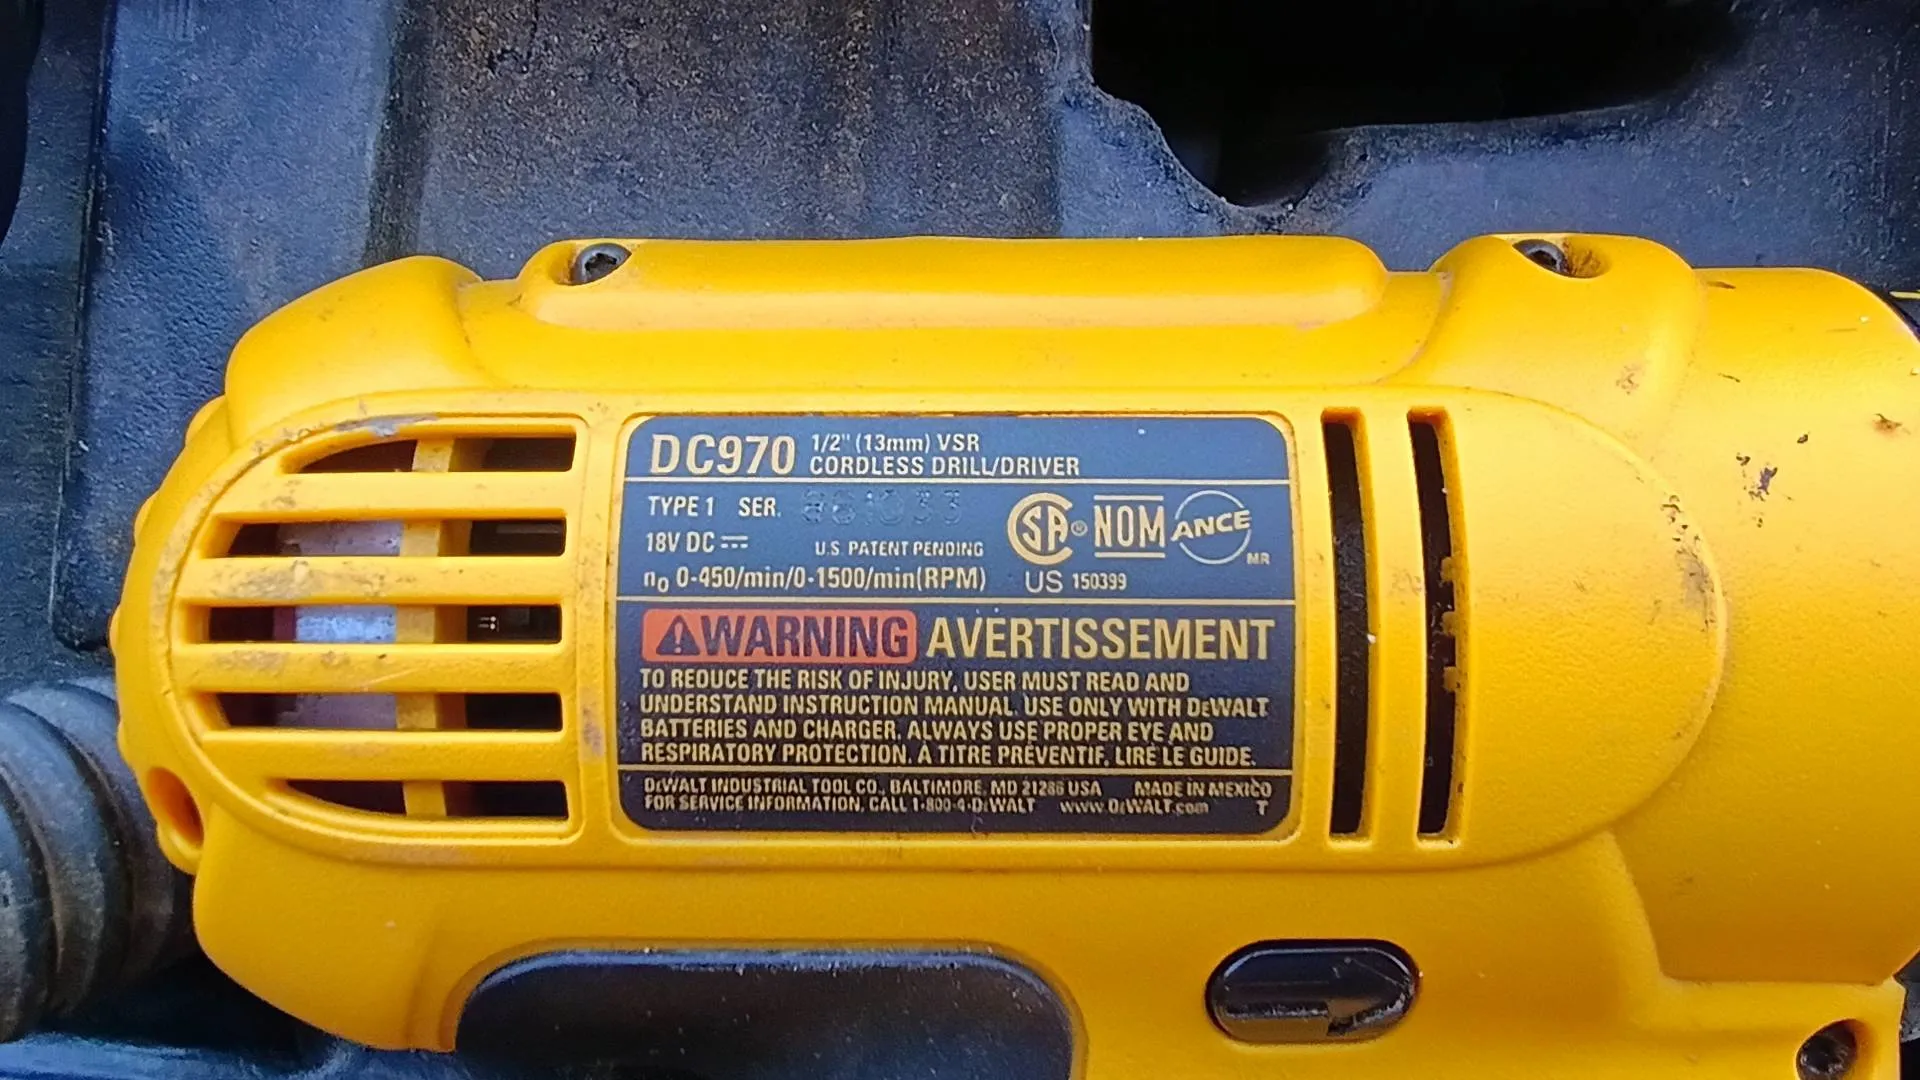 DC970 1/2" (13mm) VSR
CORDLESS DRILL/DRIVER
TYPE 1 SER.
18V DC ⎓ U.S. PATENT PENDING
n₀ 0-450/min/0-1500/min(RPM)
SA® NOM ANCE MR
US 150399
⚠WARNING AVERTISSEMENT
TO REDUCE THE RISK OF INJURY, USER MUST READ AND
UNDERSTAND INSTRUCTION MANUAL. USE ONLY WITH DEWALT
BATTERIES AND CHARGER. ALWAYS USE PROPER EYE AND
RESPIRATORY PROTECTION. À TITRE PRÉVENTIF, LIRE LE GUIDE.
DEWALT INDUSTRIAL TOOL CO., BALTIMORE, MD 21286 USA MADE IN MEXICO
FOR SERVICE INFORMATION, CALL 1-800-4-DEWALT www.DEWALT.com T